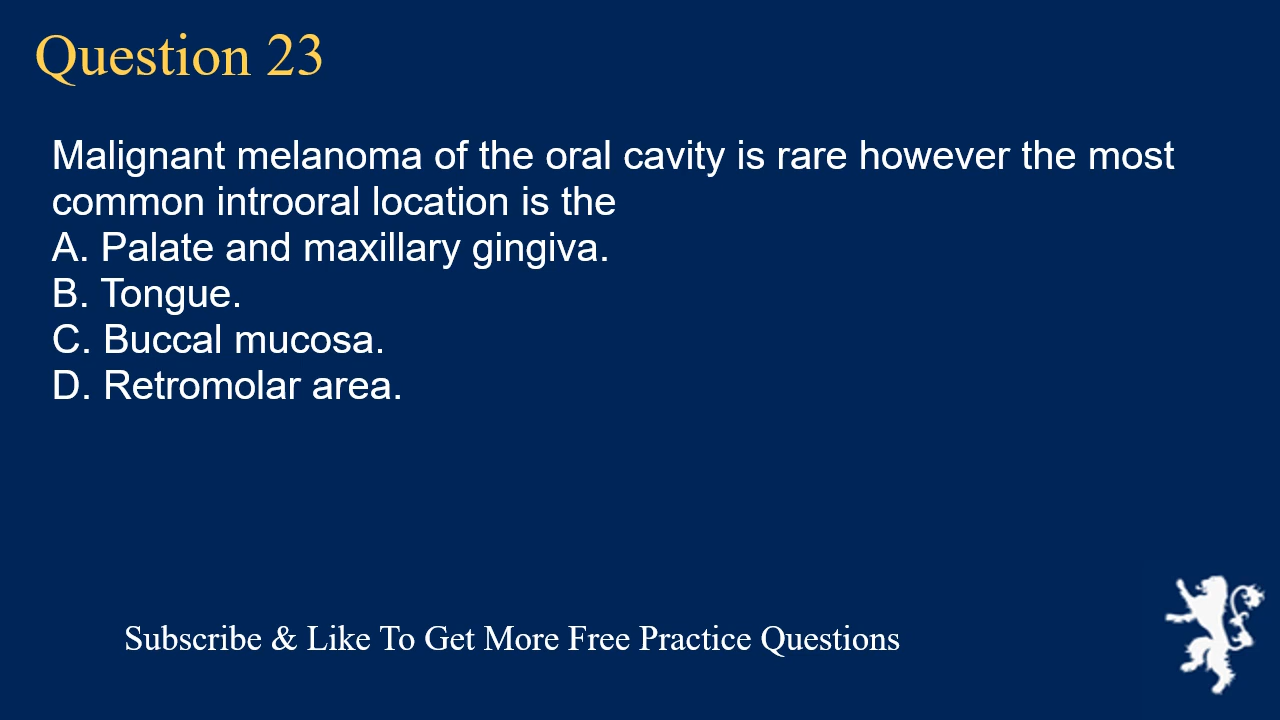 Question 23
Malignant melanoma of the oral cavity is rare however the most
common introoral location is the
A. Palate and maxillary gingiva.
B. Tongue.
C. Buccal mucosa.
D. Retromolar area.
Subscribe & Like To Get More Free Practice Questions